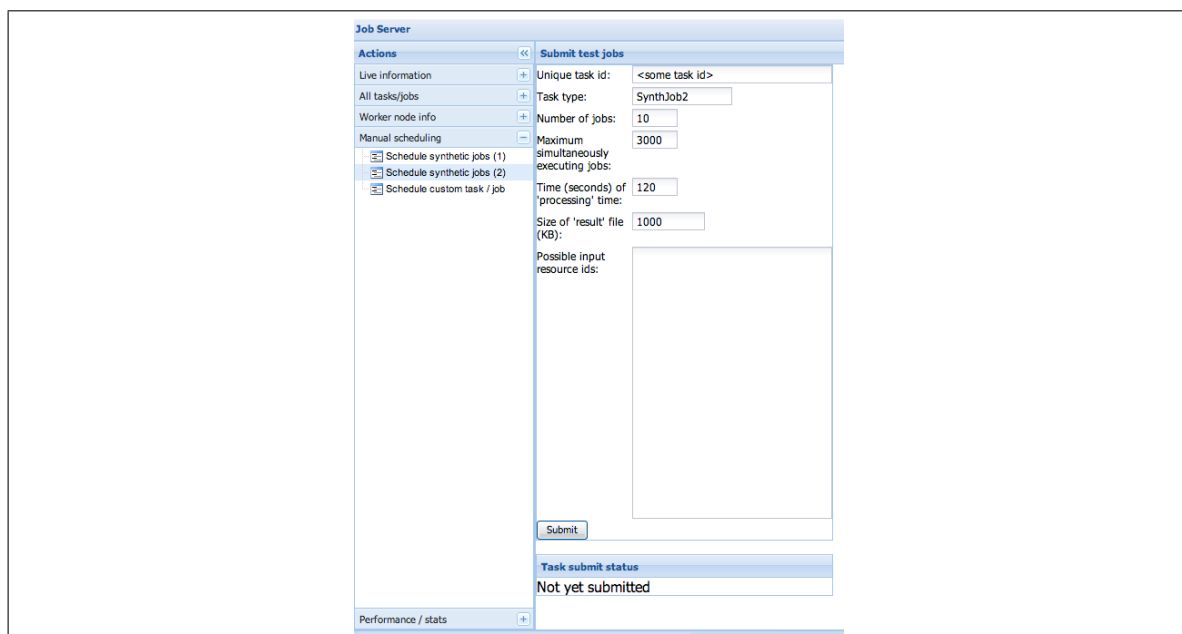 Job Server
Actions
Live information
All tasks/jobs
Worker node info
Manual scheduling
Schedule synthetic jobs (1)
Schedule synthetic jobs (2)
Schedule custom task / job
Performance / stats
Submit test jobs
Unique task id: <some task id>
Task type: SynthJob2
Number of jobs: 10
Maximum 3000
simultaneously
executing jobs:
Time (seconds) of 120
'processing' time:
Size of 'result' file 1000
(KB):
Possible input
resource ids:
Submit
Task submit status
Not yet submitted